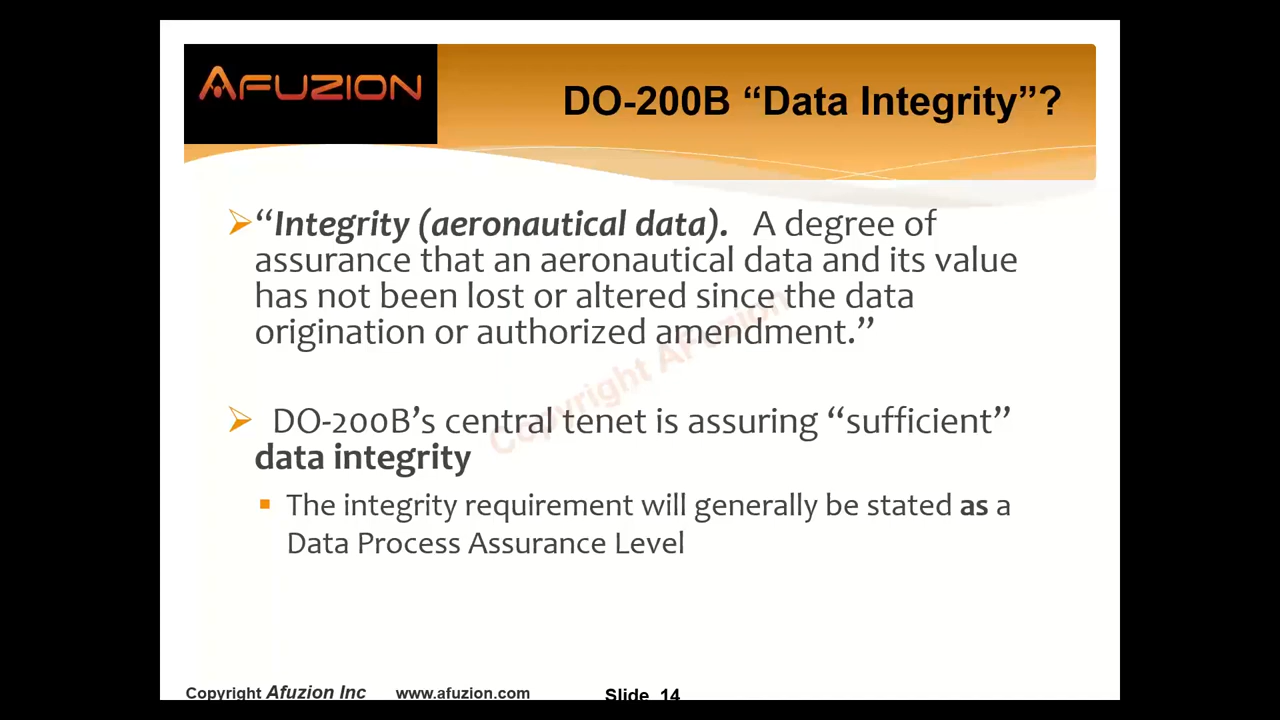 AFUZION
DO-200B “Data Integrity”?
“Integrity (aeronautical data). A degree of
assurance that an aeronautical data and its value
has not been lost or altered since the data
origination or authorized amendment.”
Copyright AFuzion
DO-200B’s central tenet is assuring “sufficient”
data integrity
The integrity requirement will generally be stated as a
Data Process Assurance Level
Copyright Afuzion Inc www.afuzion.com Slide 14